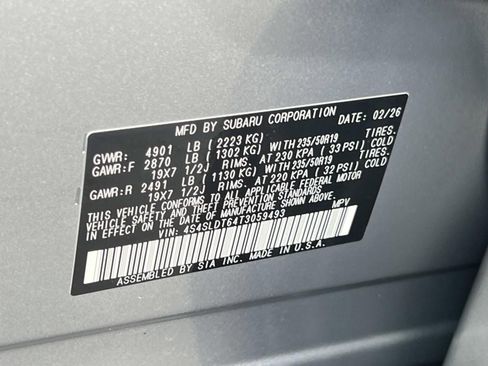 MFD BY SUBARU CORPORATION DATE: 02/26
GVWR: 4901 LB (2223 KG)
GAWR:F 2870 LB (1302 KG) WITH 235/50R19 TIRES.
19X7 1/2J RIMS. AT 230 KPA (33 PSI) COLD
GAWR:R 2491 LB (1130 KG) WITH 235/50R19 TIRES.
19X7 1/2J RIMS. AT 220 KPA (32 PSI) COLD
THIS VEHICLE CONFORMS TO ALL APPLICABLE FEDERAL MOTOR
VEHICLE SAFETY AND THEFT PREVENTION STANDARDS IN EFFECT
ON THE DATE OF MANUFACTURE SHOWN ABOVE.
VIN: 4S4SLDT64T3059493 MPV
ASSEMBLED BY SIA INC. MADE IN U.S.A.